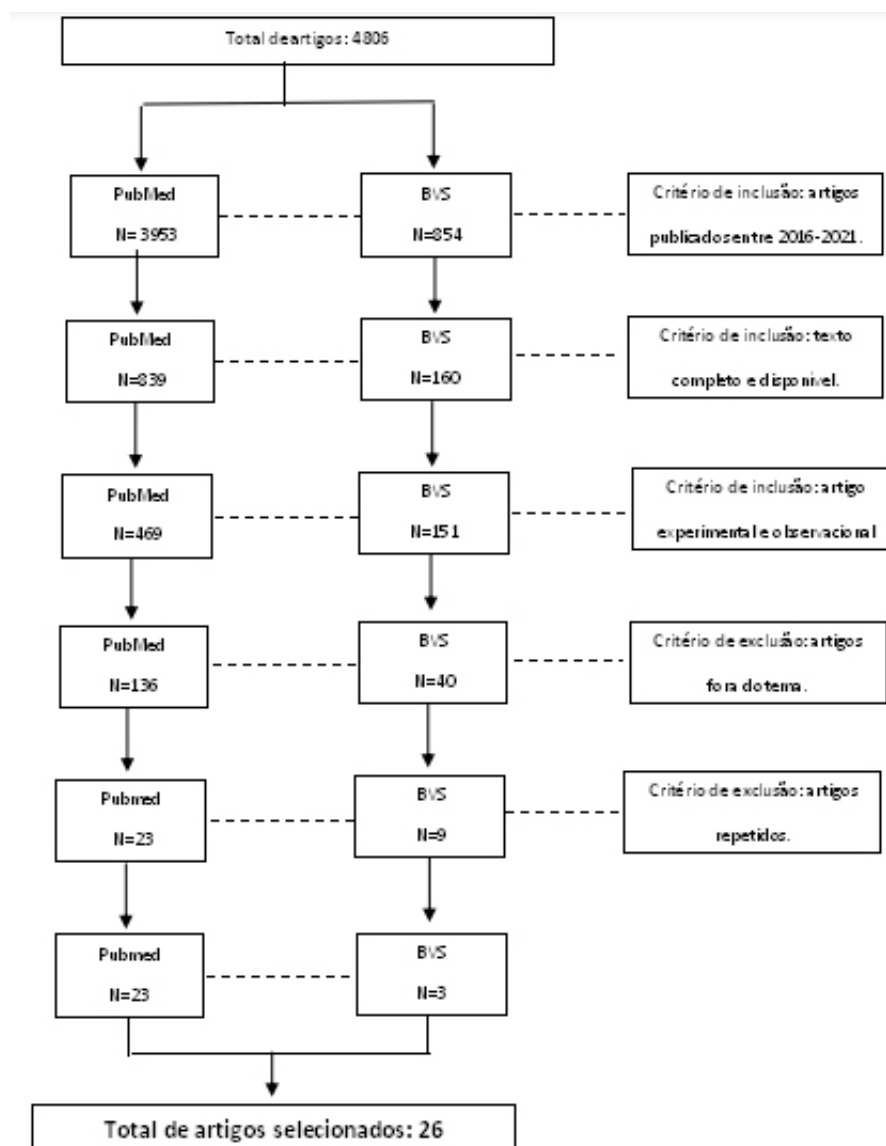 Total deartigos: 4806
PubMed
N= 3953
BVS
N=854
Critério de inclusão: artigos
publicados entre 2016-2021.
PubMed
N=839
BVS
N=160
Critério de inclusão: texto
completo e disponivel.
PubMed
N=469
BVS
N=151
Critério de inclusão: artigo
experimental e observacional
PubMed
N=136
BVS
N=40
Critério de exclusão: artigos
fora do tema.
Pubmed
N=23
BVS
N=9
Critério de exclusão: artigos
repetidos.
Pubmed
N=23
BVS
N=3
Total de artigos selecionados: 26